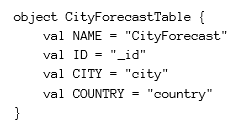 object CityForecastTable {
    val NAME = "CityForecast"
    val ID = "_id"
    val CITY = "city"
    val COUNTRY = "country"
}